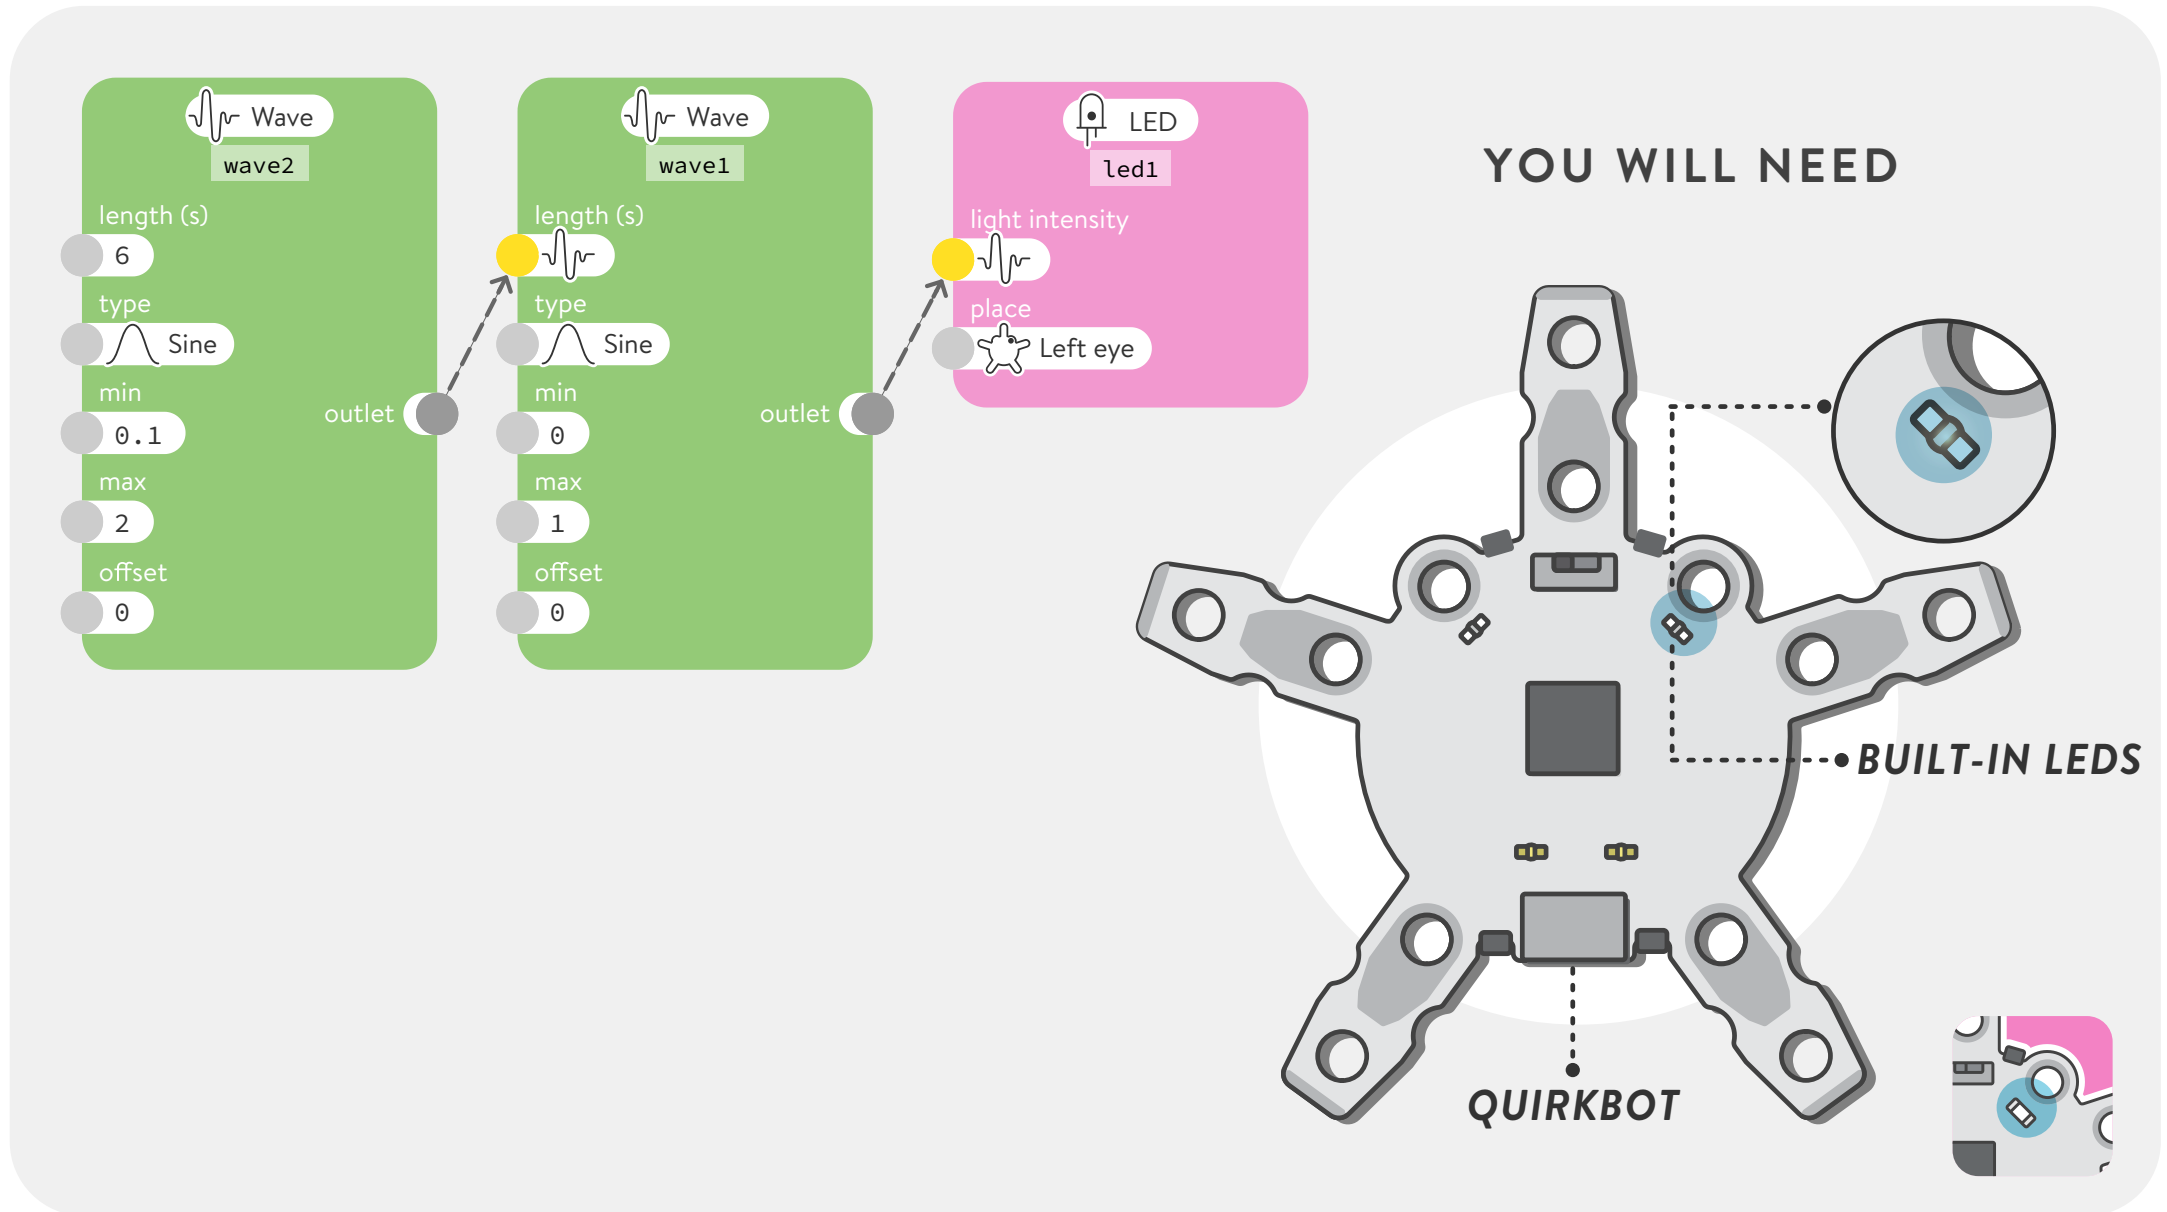 Wave
wave2
length (s)
6
type
Sine
min
0.1
max
2
offset
0
outlet
Wave
wave1
length (s)
type
Sine
min
0
max
1
offset
0
outlet
LED
led1
light intensity
place
Left eye
YOU WILL NEED
BUILT-IN LEDS
QUIRKBOT